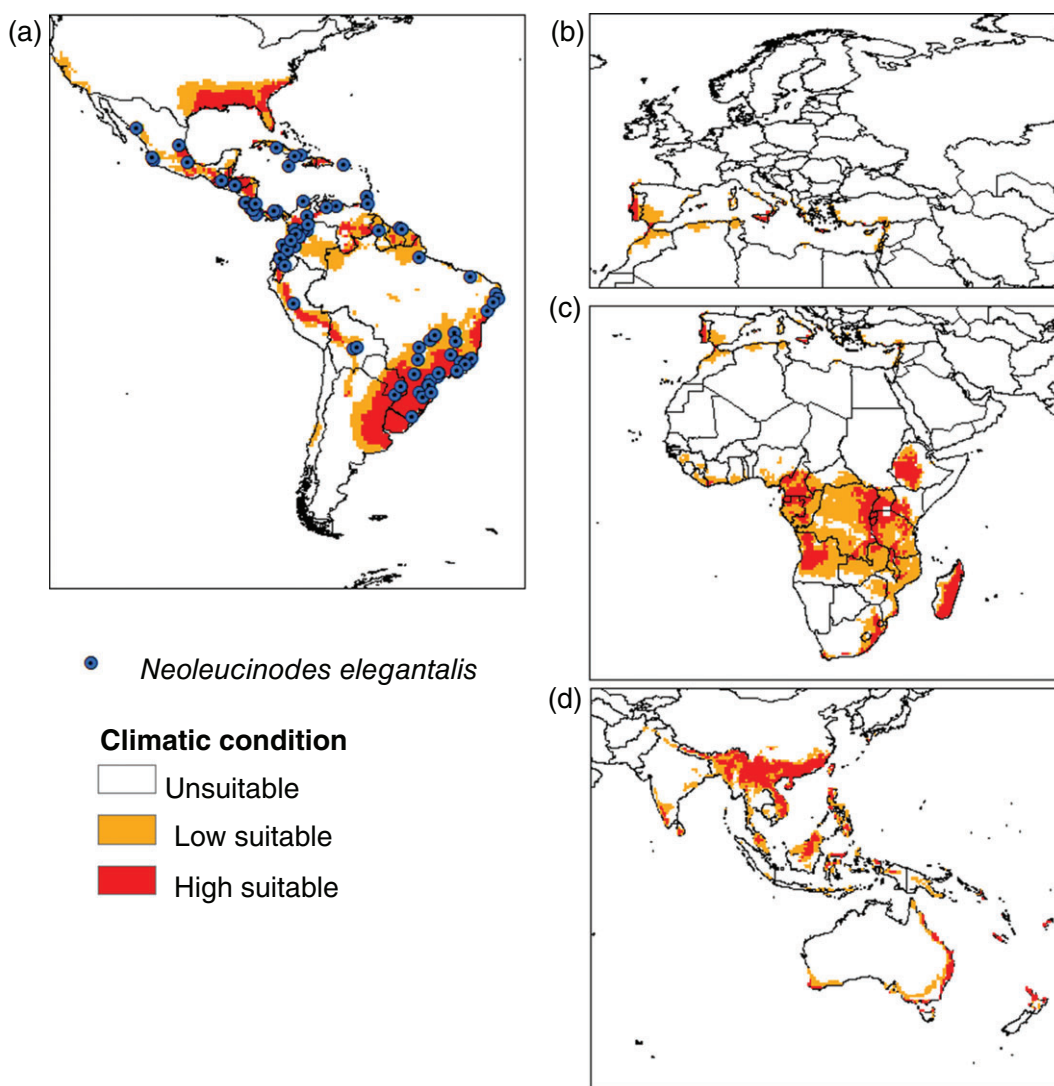 (a)
(b)
(c)
Neoleucinodes elegantalis
(d)
Climatic condition
Unsuitable
Low suitable
High suitable